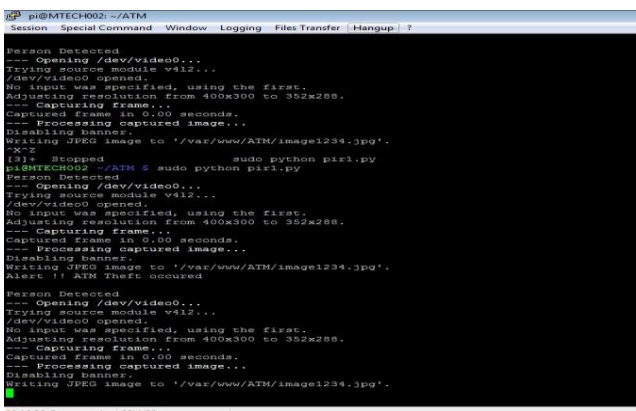 pi@MTECH002: ~/ATM
Session Special Command Window Logging Files Transfer Hangup ?
Person Detected
--- Opening /dev/video0...
Trying source module v4l2...
/dev/video0 opened.
No input was specified, using the first.
Adjusting resolution from 400x300 to 352x288.
--- Capturing frame...
Captured frame in 0.00 seconds.
--- Processing captured image...
Disabling banner.
Writing JPEG image to '/var/www/ATM/image1234.jpg'.
^X^Z
[3]+ Stopped sudo python pir1.py
pi@MTECH002 ~/ATM $ sudo python pir1.py
Person Detected
--- Opening /dev/video0...
Trying source module v4l2...
/dev/video0 opened.
No input was specified, using the first.
Adjusting resolution from 400x300 to 352x288.
--- Capturing frame...
Captured frame in 0.00 seconds.
--- Processing captured image...
Disabling banner.
Writing JPEG image to '/var/www/ATM/image1234.jpg'.
Alert !! ATM Theft occured
Person Detected
--- Opening /dev/video0...
Trying source module v4l2...
/dev/video0 opened.
No input was specified, using the first.
Adjusting resolution from 400x300 to 352x288.
--- Capturing frame...
Captured frame in 0.00 seconds.
--- Processing captured image...
Disabling banner.
Writing JPEG image to '/var/www/ATM/image1234.jpg'.